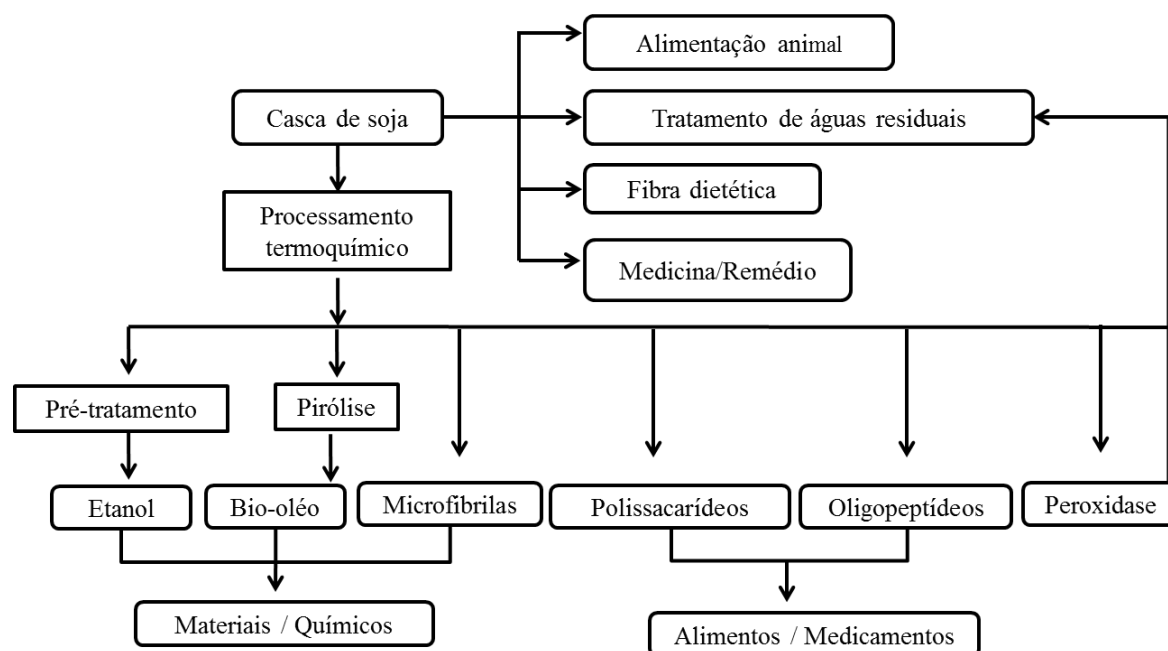 Alimentação animal
Casca de soja
Tratamento de águas residuais
Fibra dietética
Processamento
termoquímico
Medicina/Remédio
Pré-tratamento
Pirólise
Etanol
Bio-oléo
Microfibrilas
Polissacarídeos
Oligopeptídeos
Peroxidase
Materiais / Químicos
Alimentos / Medicamentos